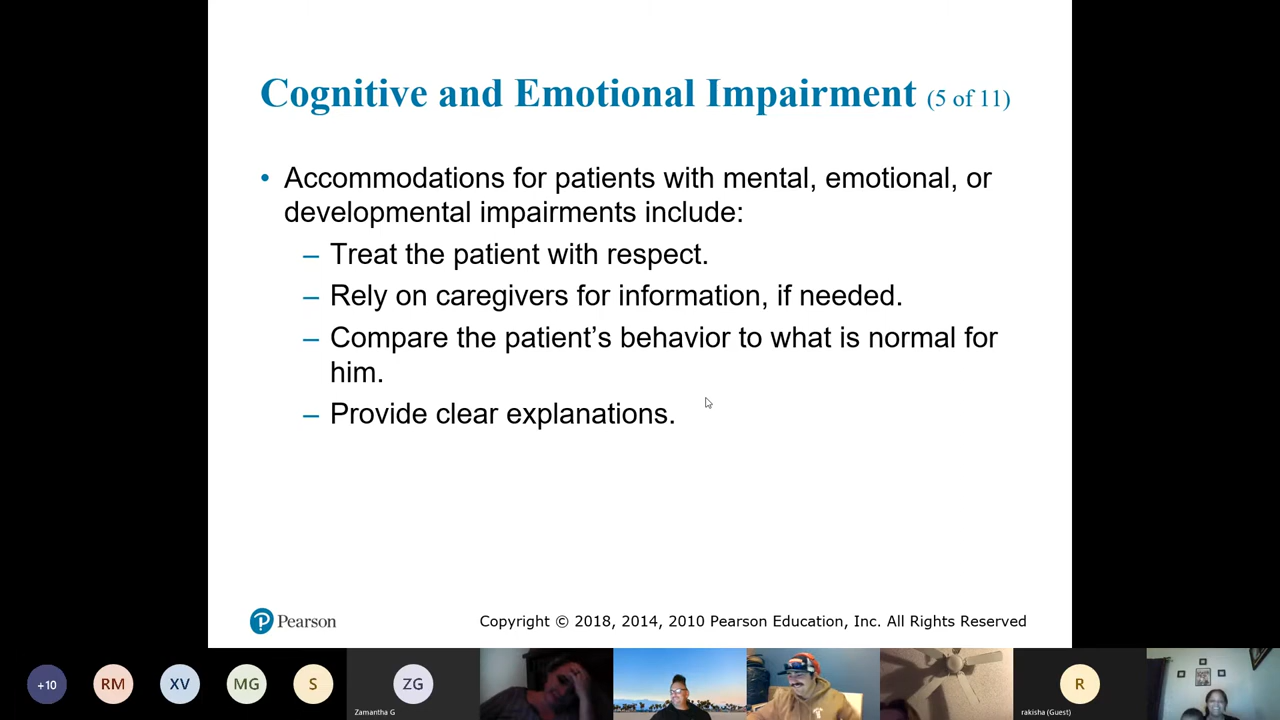 Cognitive and Emotional Impairment (5 of 11)
• Accommodations for patients with mental, emotional, or
developmental impairments include:
– Treat the patient with respect.
– Rely on caregivers for information, if needed.
– Compare the patient’s behavior to what is normal for
him.
– Provide clear explanations.
P Pearson
Copyright © 2018, 2014, 2010 Pearson Education, Inc. All Rights Reserved
+10
RM
XV
MG
S
ZG
Zamantha G
R
rakisha (Guest)